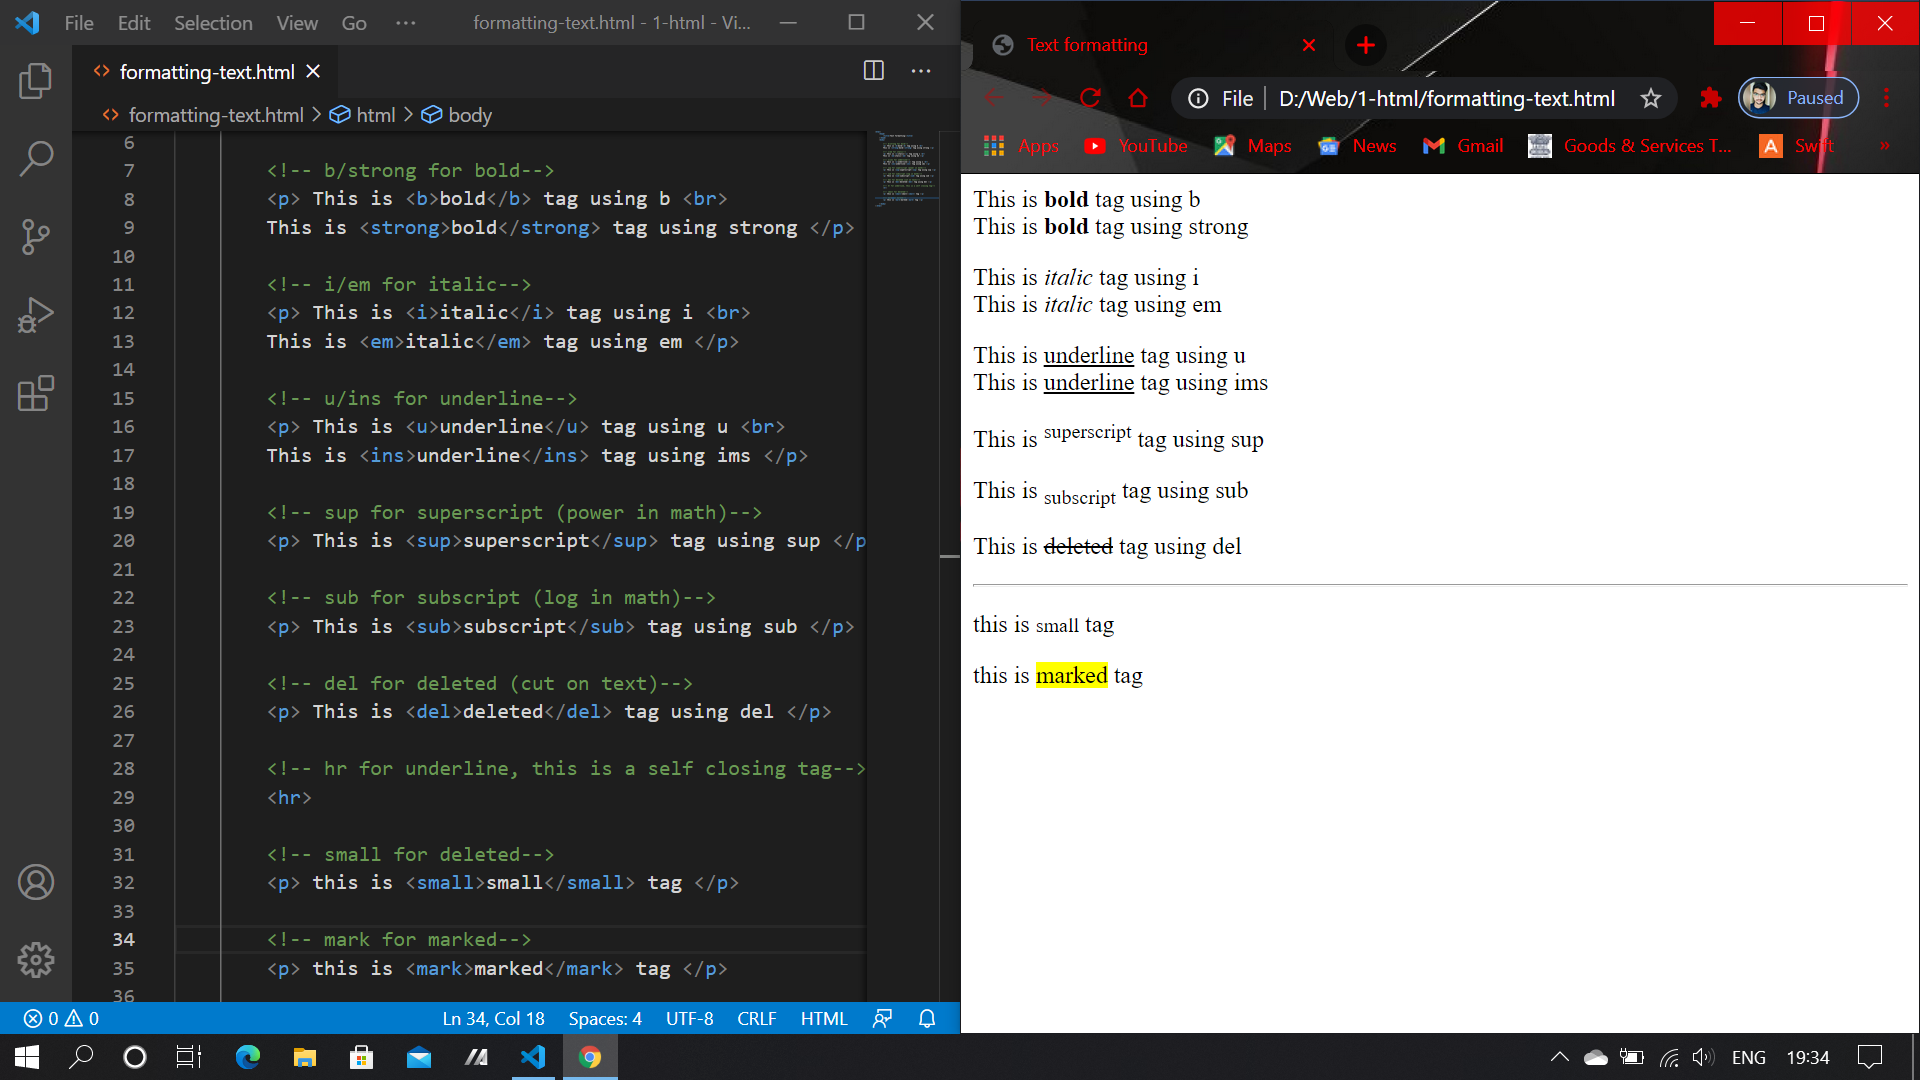 File Edit Selection View Go ··· formatting-text.html - 1-html - Vi...
formatting-text.html
formatting-text.html > html > body
6
7 <!-- b/strong for bold-->
8 <p> This is <b>bold</b> tag using b <br>
9 This is <strong>bold</strong> tag using strong </p>
10
11 <!-- i/em for italic-->
12 <p> This is <i>italic</i> tag using i <br>
13 This is <em>italic</em> tag using em </p>
14
15 <!-- u/ins for underline-->
16 <p> This is <u>underline</u> tag using u <br>
17 This is <ins>underline</ins> tag using ims </p>
18
19 <!-- sup for superscript (power in math)-->
20 <p> This is <sup>superscript</sup> tag using sup </p
21
22 <!-- sub for subscript (log in math)-->
23 <p> This is <sub>subscript</sub> tag using sub </p>
24
25 <!-- del for deleted (cut on text)-->
26 <p> This is <del>deleted</del> tag using del </p>
27
28 <!-- hr for underline, this is a self closing tag-->
29 <hr>
30
31 <!-- small for deleted-->
32 <p> this is <small>small</small> tag </p>
33
34 <!-- mark for marked-->
35 <p> this is <mark>marked</mark> tag </p>
36
0 0 Ln 34, Col 18 Spaces: 4 UTF-8 CRLF HTML
Text formatting
File D:/Web/1-html/formatting-text.html Paused
Apps YouTube Maps News Gmail Goods & Services T... A Swift »
This is bold tag using b
This is bold tag using strong
This is italic tag using i
This is italic tag using em
This is underline tag using u
This is underline tag using ims
This is superscript tag using sup
This is subscript tag using sub
This is deleted tag using del
this is small tag
this is marked tag
ENG 19:34